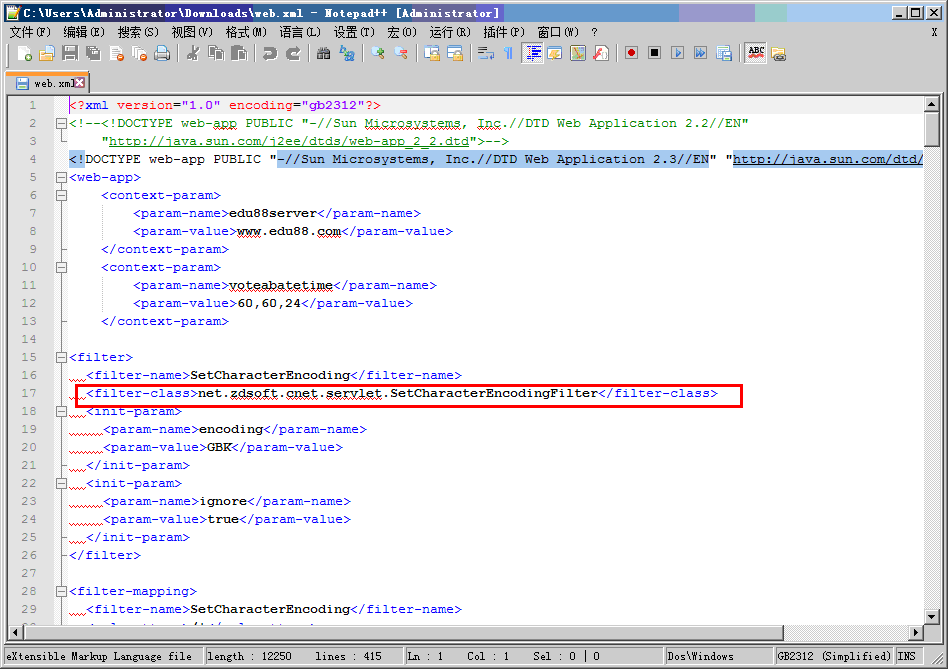 C:\Users\Administrator\Downloads\web.xml - Notepad++ [Administrator]
文件(F) 编辑(E) 搜索(S) 视图(V) 格式(M) 语言(L) 设置(T) 宏(O) 运行(R) 插件(P) 窗口(W) ? X
ABC
web.xml
1 <?xml version="1.0" encoding="gb2312"?>
2 <!--<!DOCTYPE web-app PUBLIC "-//Sun Microsystems, Inc.//DTD Web Application 2.2//EN"
3 "http://java.sun.com/j2ee/dtds/web-app_2_2.dtd">-->
4 <!DOCTYPE web-app PUBLIC "-//Sun Microsystems, Inc.//DTD Web Application 2.3//EN" "http://java.sun.com/dtd/
5 <web-app>
6 <context-param>
7 <param-name>edu88server</param-name>
8 <param-value>www.edu88.com</param-value>
9 </context-param>
10 <context-param>
11 <param-name>voteabatetime</param-name>
12 <param-value>60,60,24</param-value>
13 </context-param>
14
15 <filter>
16 <filter-name>SetCharacterEncoding</filter-name>
17 <filter-class>net.zdsoft.cnet.servlet.SetCharacterEncodingFilter</filter-class>
18 <init-param>
19 <param-name>encoding</param-name>
20 <param-value>GBK</param-value>
21 </init-param>
22 <init-param>
23 <param-name>ignore</param-name>
24 <param-value>true</param-value>
25 </init-param>
26 </filter>
27
28 <filter-mapping>
29 <filter-name>SetCharacterEncoding</filter-name>
eXtensible Markup Language file length : 12250 lines : 415 Ln : 1 Col : 1 Sel : 0 | 0 Dos\Windows GB2312 (Simplified) INS